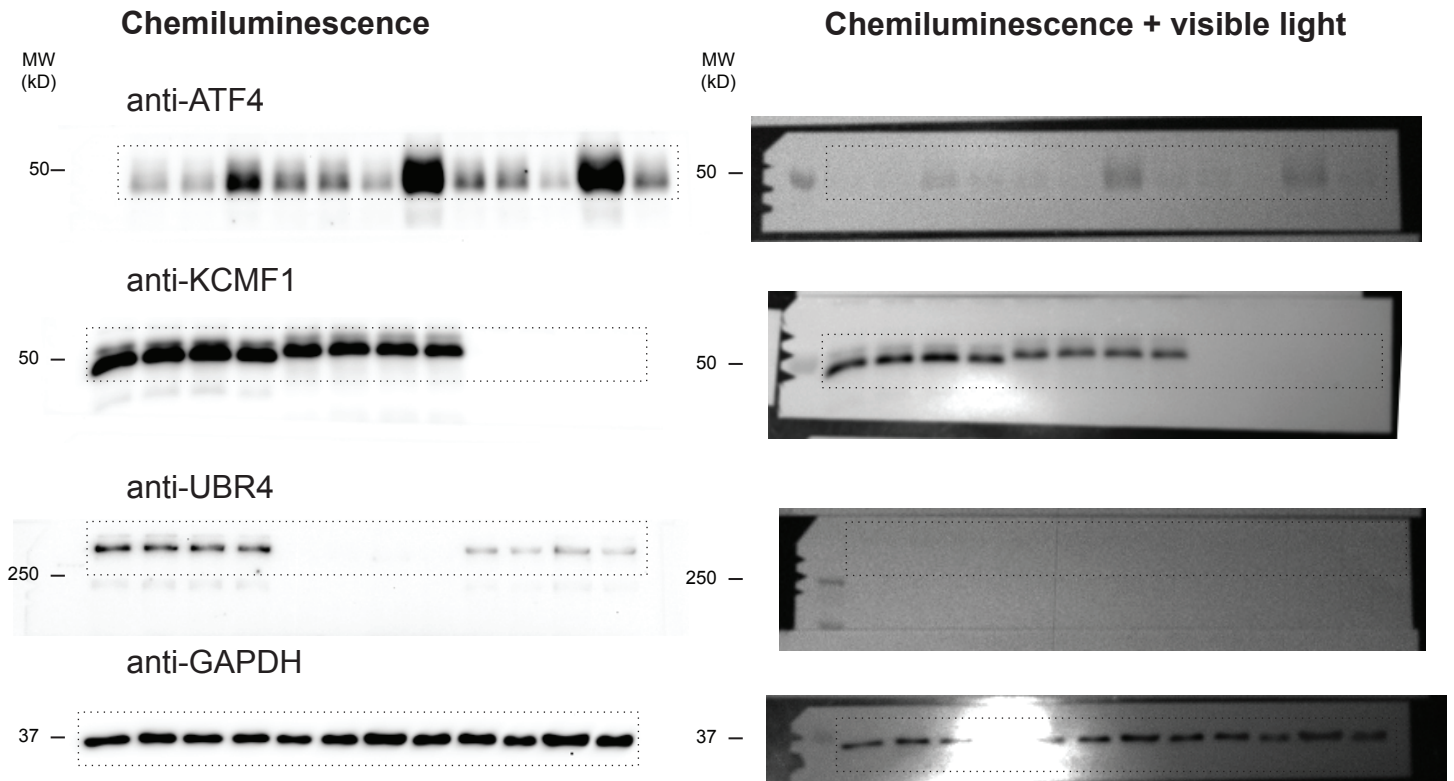 Chemiluminescence
MW
(kD)
anti-ATF4
50
anti-KCMF1
50
anti-UBR4
250
anti-GAPDH
37
Chemiluminescence + visible light
MW
(kD)
50
50
250
37